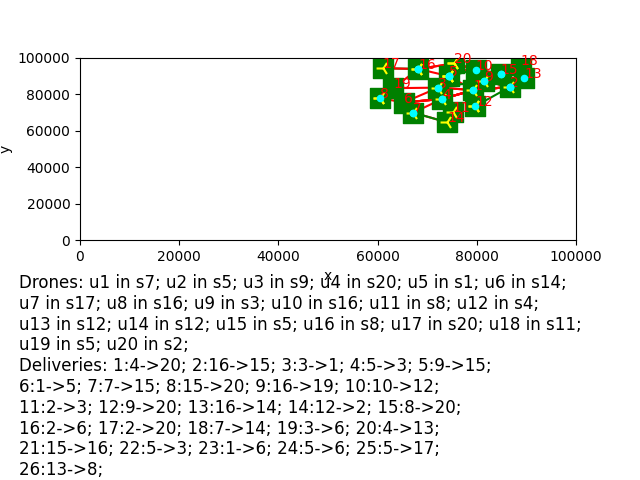 100000
80000
60000
40000
20000
0
y
0 20000 40000 60000 80000 100000
x
20
18
3
19
Drones: u1 in s7; u2 in s5; u3 in s9; u4 in s20; u5 in s1; u6 in s14;
u7 in s17; u8 in s16; u9 in s3; u10 in s16; u11 in s8; u12 in s4;
u13 in s12; u14 in s12; u15 in s5; u16 in s8; u17 in s20; u18 in s11;
u19 in s5; u20 in s2;
Deliveries: 1:4->20; 2:16->15; 3:3->1; 4:5->3; 5:9->15;
6:1->5; 7:7->15; 8:15->20; 9:16->19; 10:10->12;
11:2->3; 12:9->20; 13:16->14; 14:12->2; 15:8->20;
16:2->6; 17:2->20; 18:7->14; 19:3->6; 20:4->13;
21:15->16; 22:5->3; 23:1->6; 24:5->6; 25:5->17;
26:13->8;